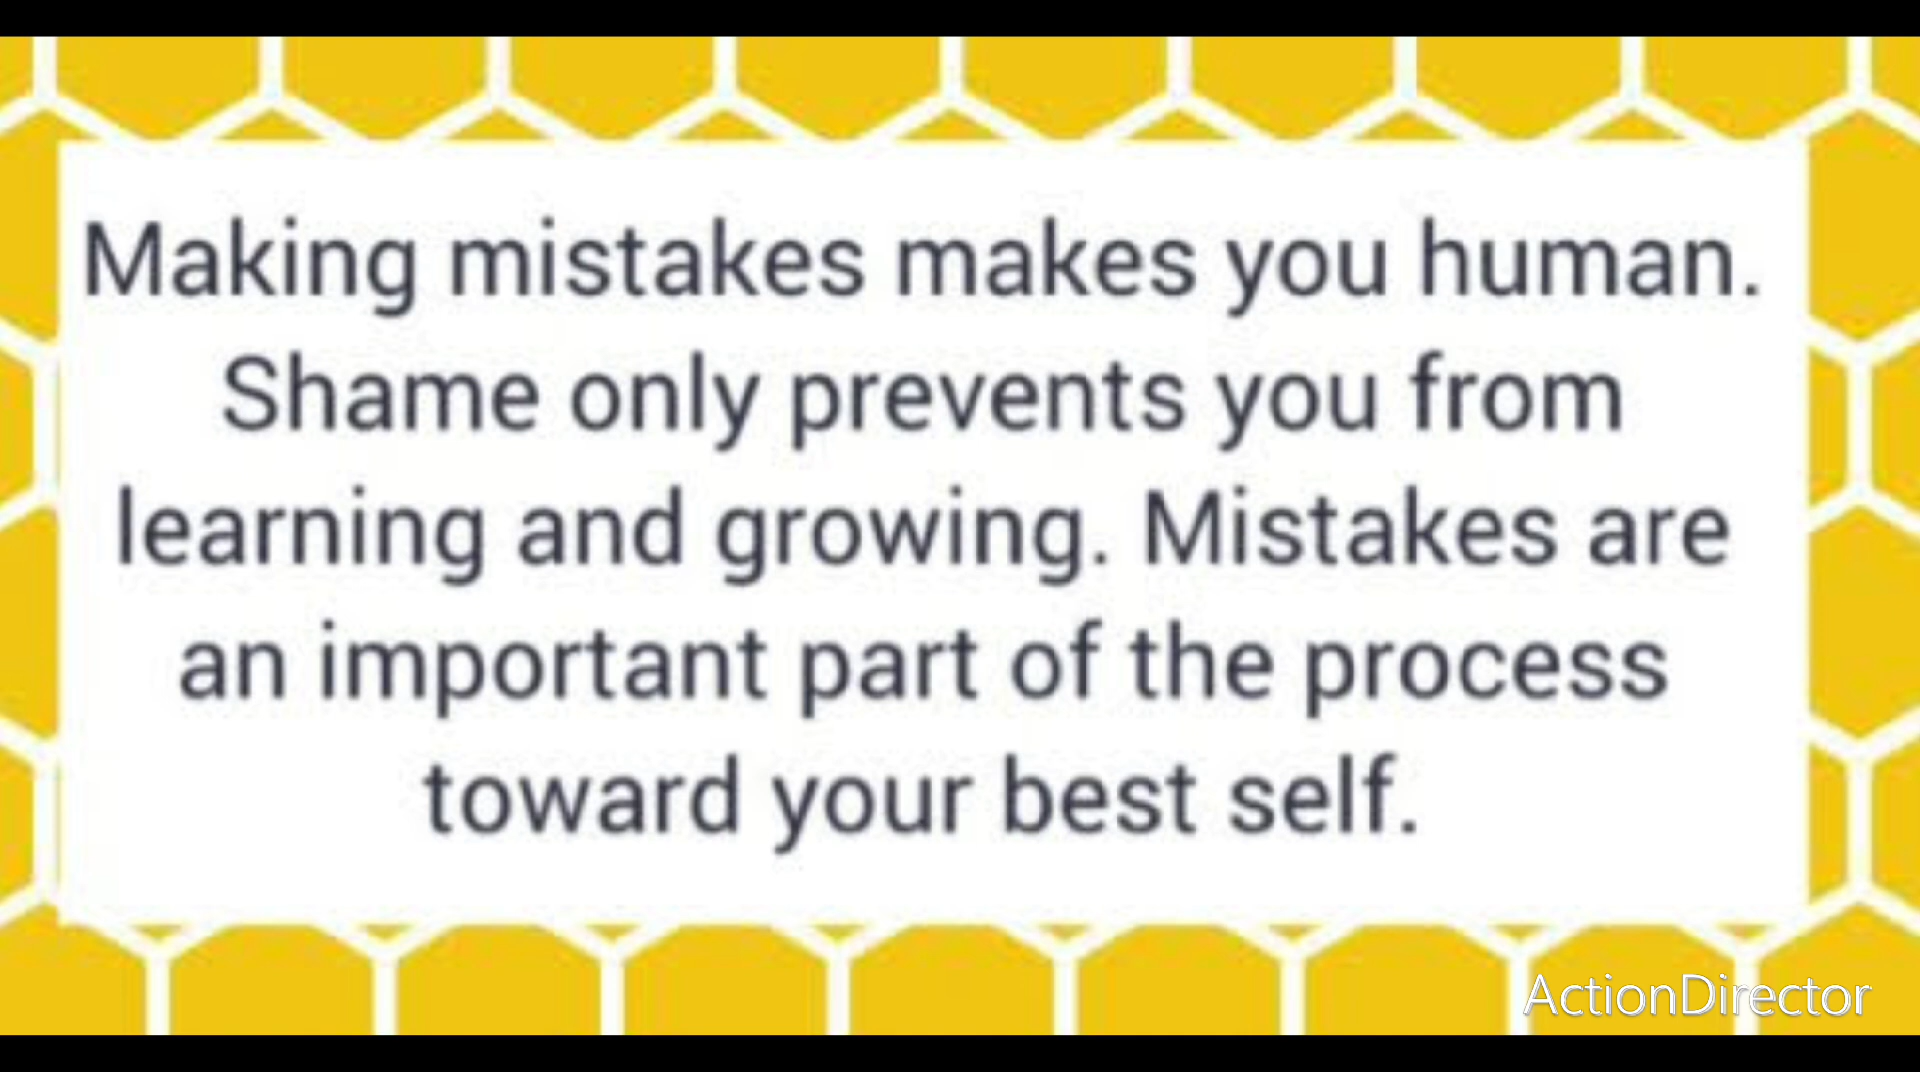 Making mistakes makes you human.
Shame only prevents you from
learning and growing. Mistakes are
an important part of the process
toward your best self.
ActionDirector